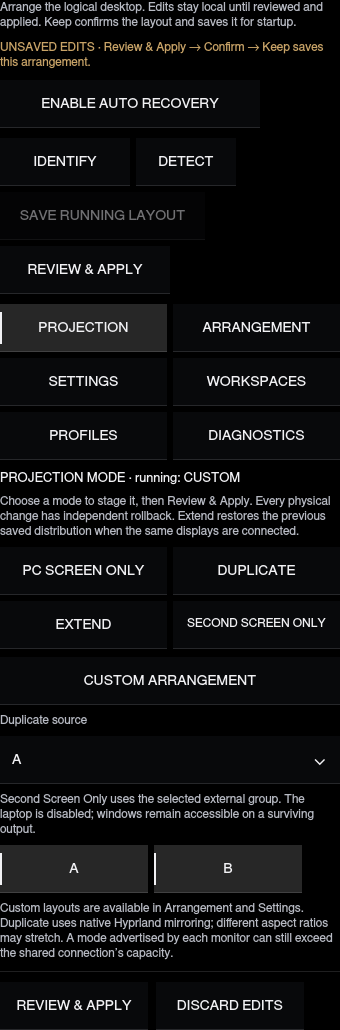 Arrange the logical desktop. Edits stay local until reviewed and
applied. Keep confirms the layout and saves it for startup.
UNSAVED EDITS · Review & Apply → Confirm → Keep saves
this arrangement.
ENABLE AUTO RECOVERY
IDENTIFY
DETECT
SAVE RUNNING LAYOUT
REVIEW & APPLY
PROJECTION
ARRANGEMENT
SETTINGS
WORKSPACES
PROFILES
DIAGNOSTICS
PROJECTION MODE · running: CUSTOM
Choose a mode to stage it, then Review & Apply. Every physical
change has independent rollback. Extend restores the previous
saved distribution when the same displays are connected.
PC SCREEN ONLY
DUPLICATE
EXTEND
SECOND SCREEN ONLY
CUSTOM ARRANGEMENT
Duplicate source
A
Second Screen Only uses the selected external group. The
laptop is disabled; windows remain accessible on a surviving
output.
A
B
Custom layouts are available in Arrangement and Settings.
Duplicate uses native Hyprland mirroring; different aspect ratios
may stretch. A mode advertised by each monitor can still exceed
the shared connection's capacity.
REVIEW & APPLY
DISCARD EDITS